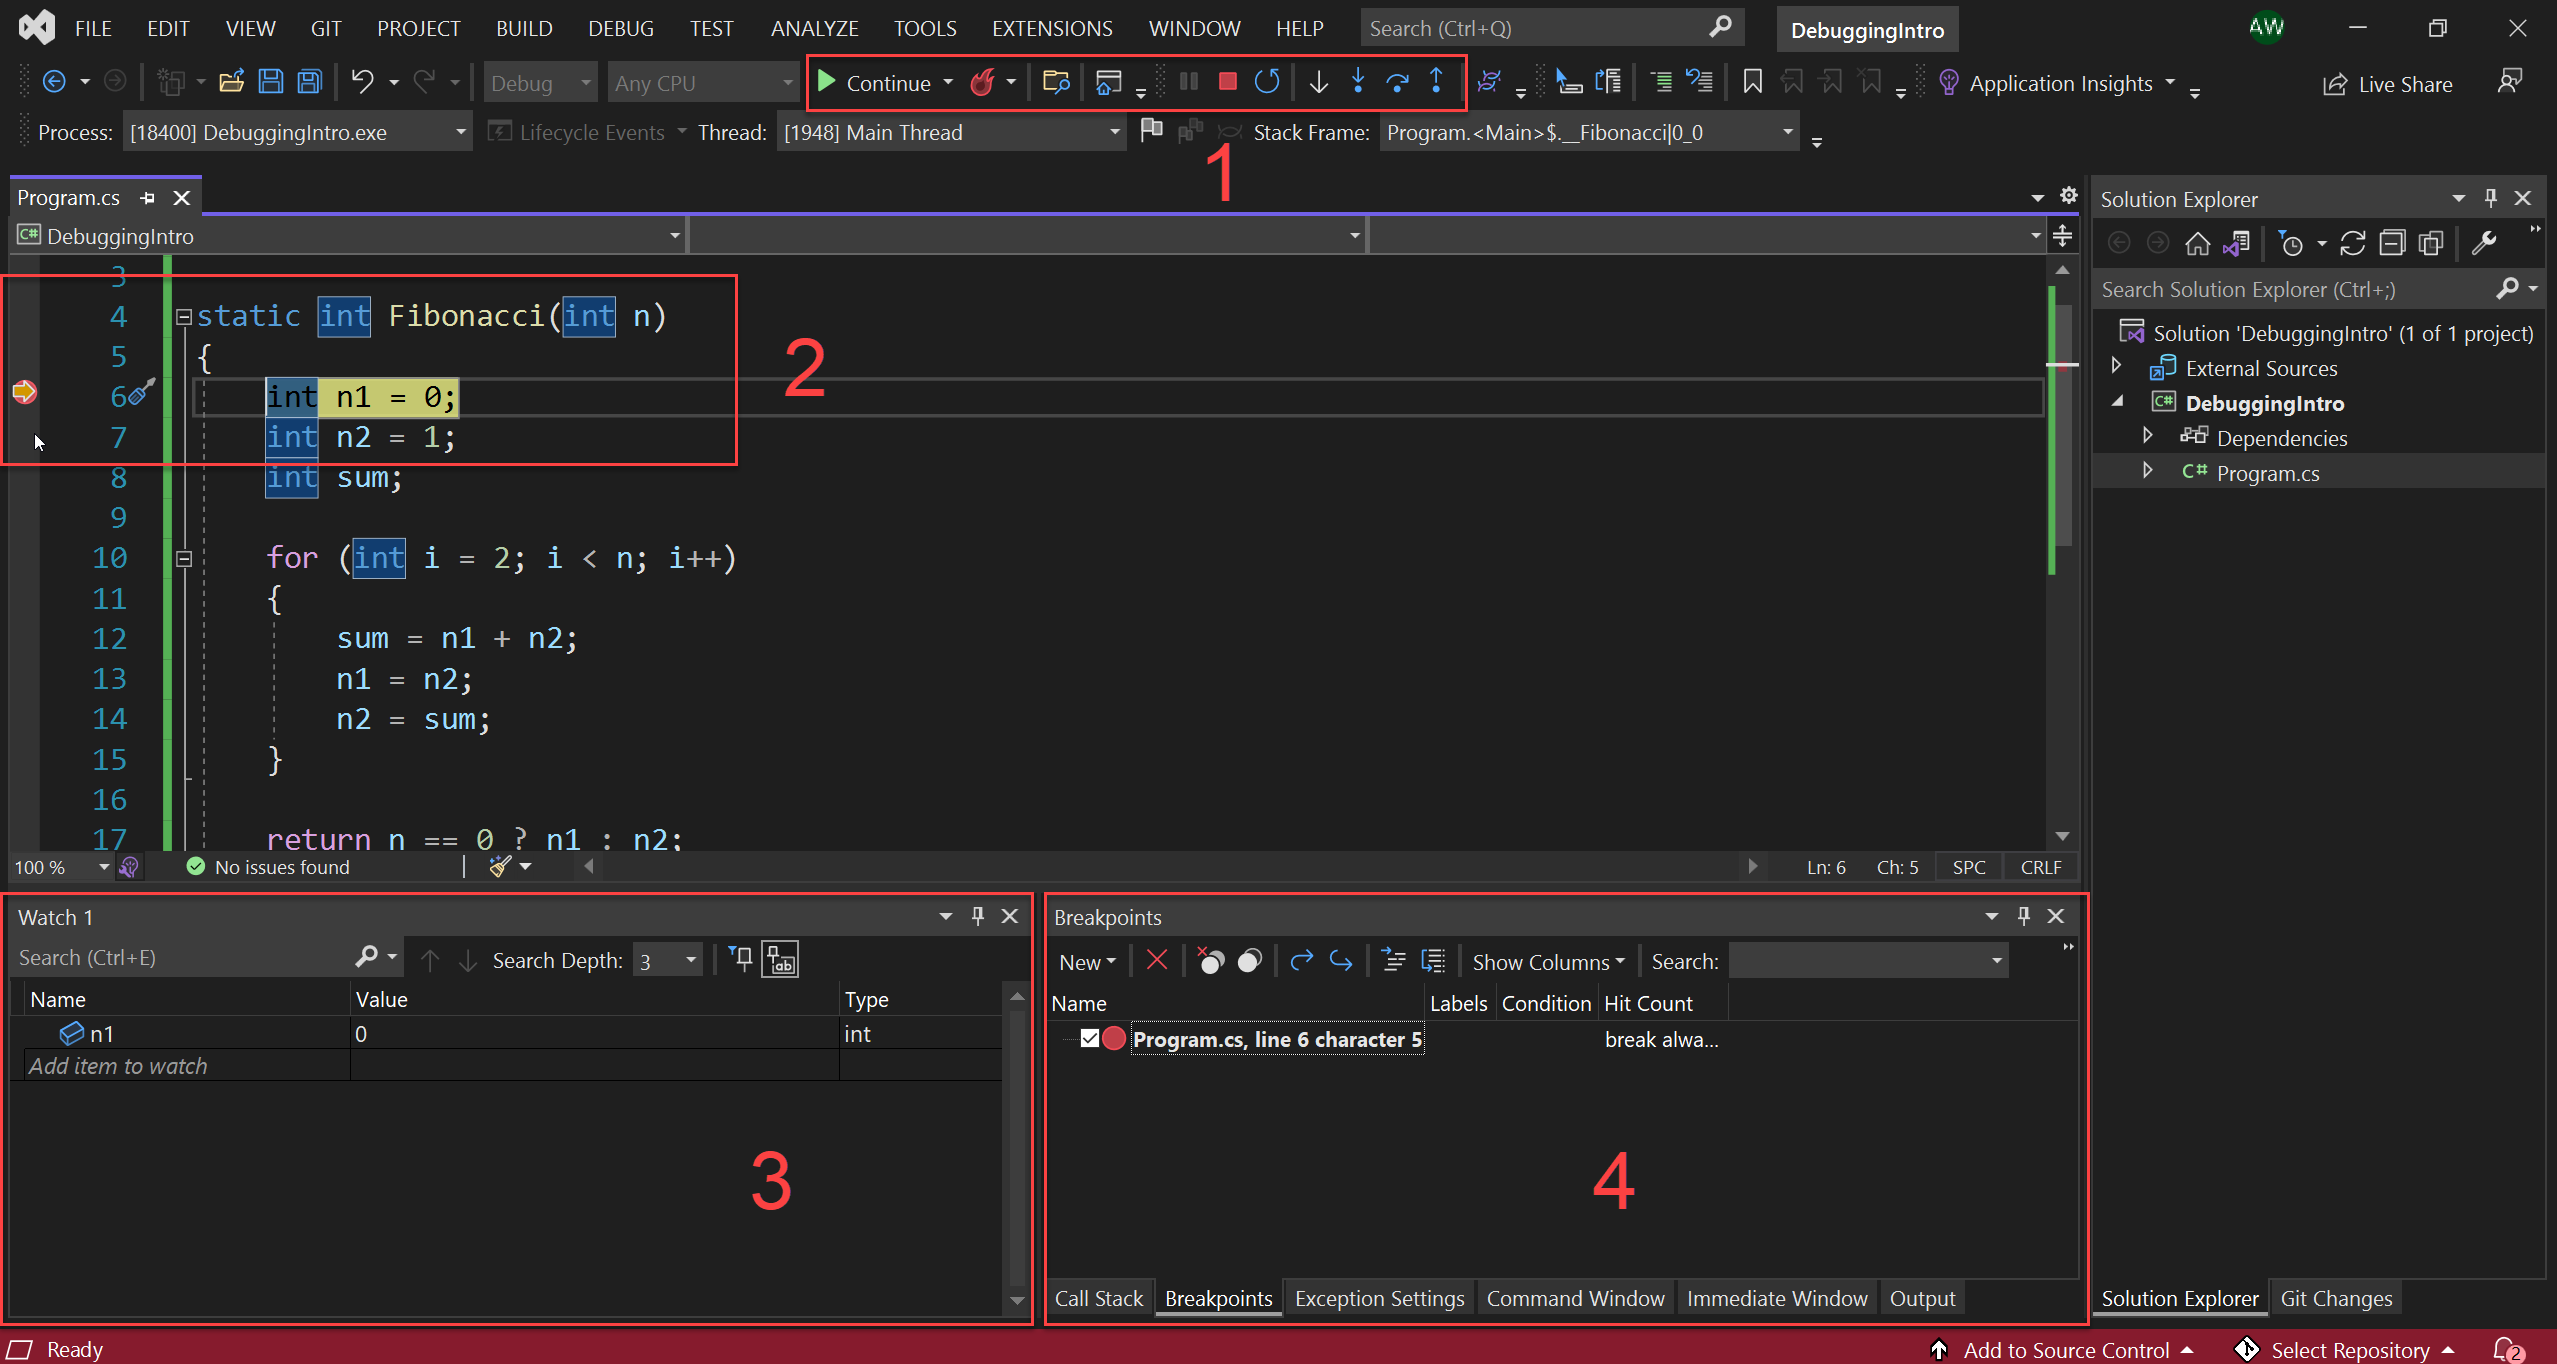 FILE EDIT VIEW GIT PROJECT BUILD DEBUG TEST ANALYZE TOOLS EXTENSIONS WINDOW HELP Search (Ctrl+Q) DebuggingIntro AW
Debug Any CPU Continue Application Insights Live Share
Process: [18400] DebuggingIntro.exe Lifecycle Events Thread: [1948] Main Thread Stack Frame: Program.<Main>$.__Fibonacci|0_0
1
Program.cs
C# DebuggingIntro
3
4 static int Fibonacci(int n)
5 {
6 int n1 = 0;
7 int n2 = 1;
8 int sum;
9
10 for (int i = 2; i < n; i++)
11 {
12 sum = n1 + n2;
13 n1 = n2;
14 n2 = sum;
15 }
16
17 return n == 0 ? n1 : n2;
2
100 % No issues found Ln: 6 Ch: 5 SPC CRLF
Solution Explorer
Search Solution Explorer (Ctrl+;)
Solution 'DebuggingIntro' (1 of 1 project)
External Sources
C# DebuggingIntro
Dependencies
C# Program.cs
Watch 1
Search (Ctrl+E) Search Depth: 3 ab
Name Value Type
n1 0 int
Add item to watch
3
Breakpoints
New Show Columns Search:
Name Labels Condition Hit Count
Program.cs, line 6 character 5 break alwa...
4
Call Stack Breakpoints Exception Settings Command Window Immediate Window Output
Solution Explorer Git Changes
Ready Add to Source Control Select Repository 2